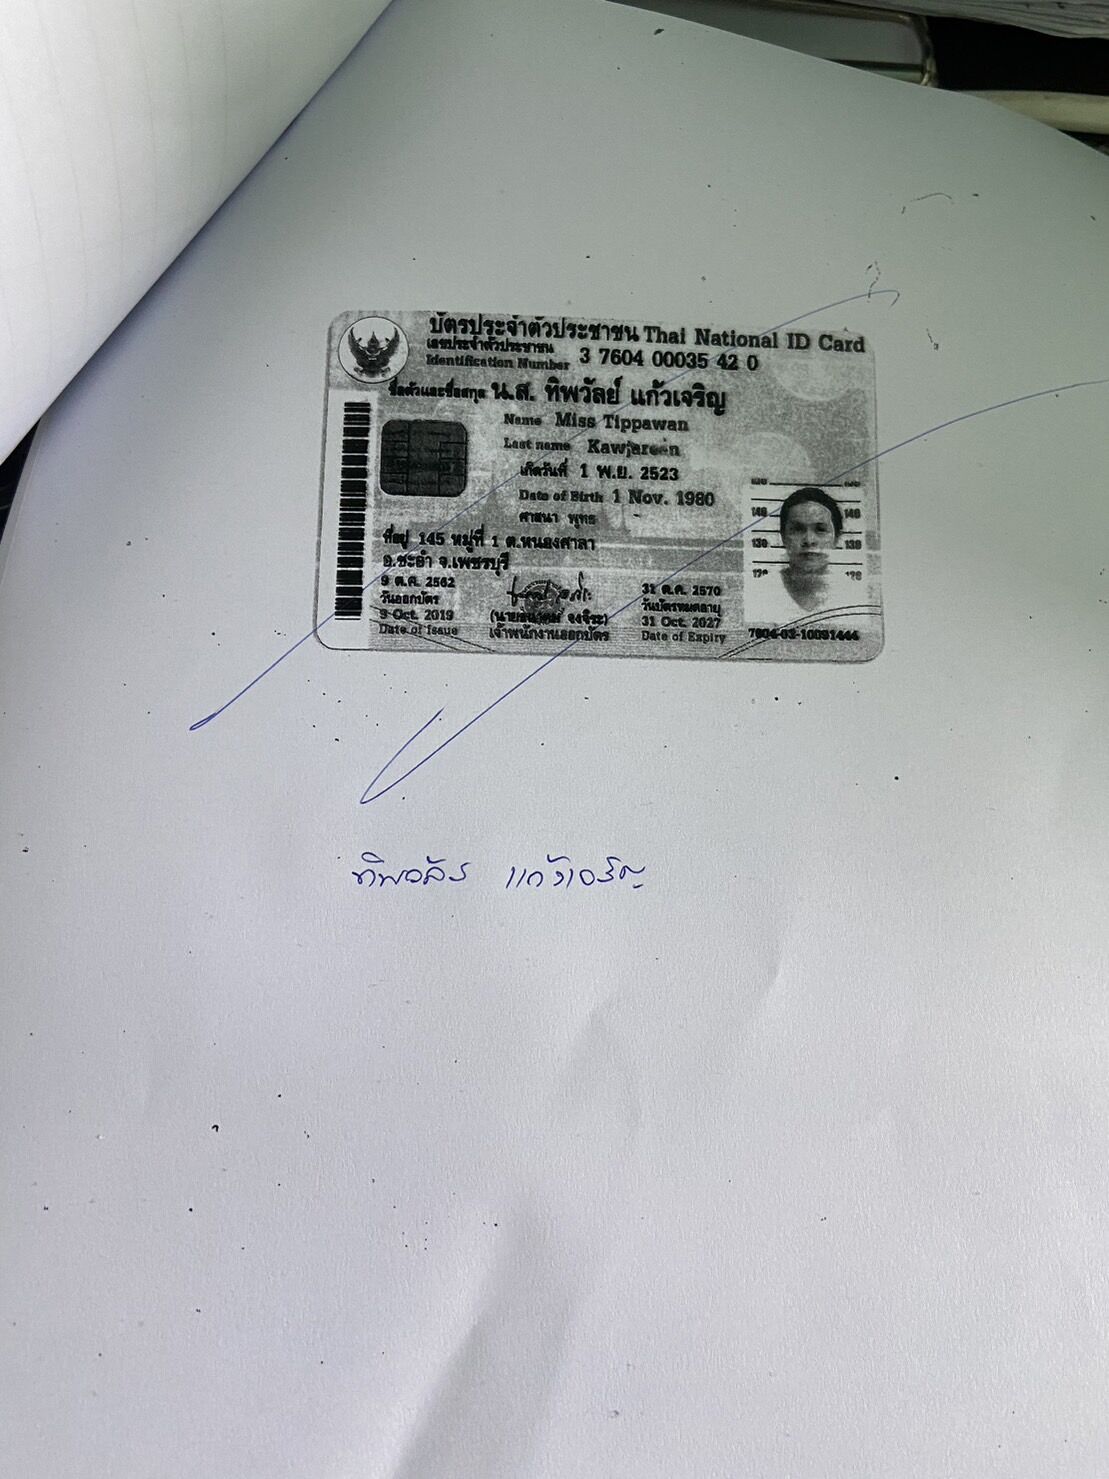 บัตรประจำตัวประชาชน Thai National ID Card
เลขประจำตัวประชาชน
Identification Number 3 7604 00035 42 0
ชื่อตัวและชื่อสกุล น.ส. ทิพวัลย์ แก้วเจริญ
Name Miss Tippawan
Last name Kawjareən
เกิดวันที่ 1 พ.ย. 2523
Date of Birth 1 Nov. 1980
ศาสนา พุทธ
ที่อยู่ 145 หมู่ที่ 1 ต.หนองศาลา
อ.ชะอำ จ.เพชรบุรี
9 ต.ค. 2562
วันออกบัตร
9 Oct. 2019
Date of Issue
เจ้าพนักงานออกบัตร
31 ต.ค. 2570
วันบัตรหมดอายุ
31 Oct. 2027
Date of Expiry
140 140
130 130
7604-03-10091444
ทิพวลัย แก้วเจริญ